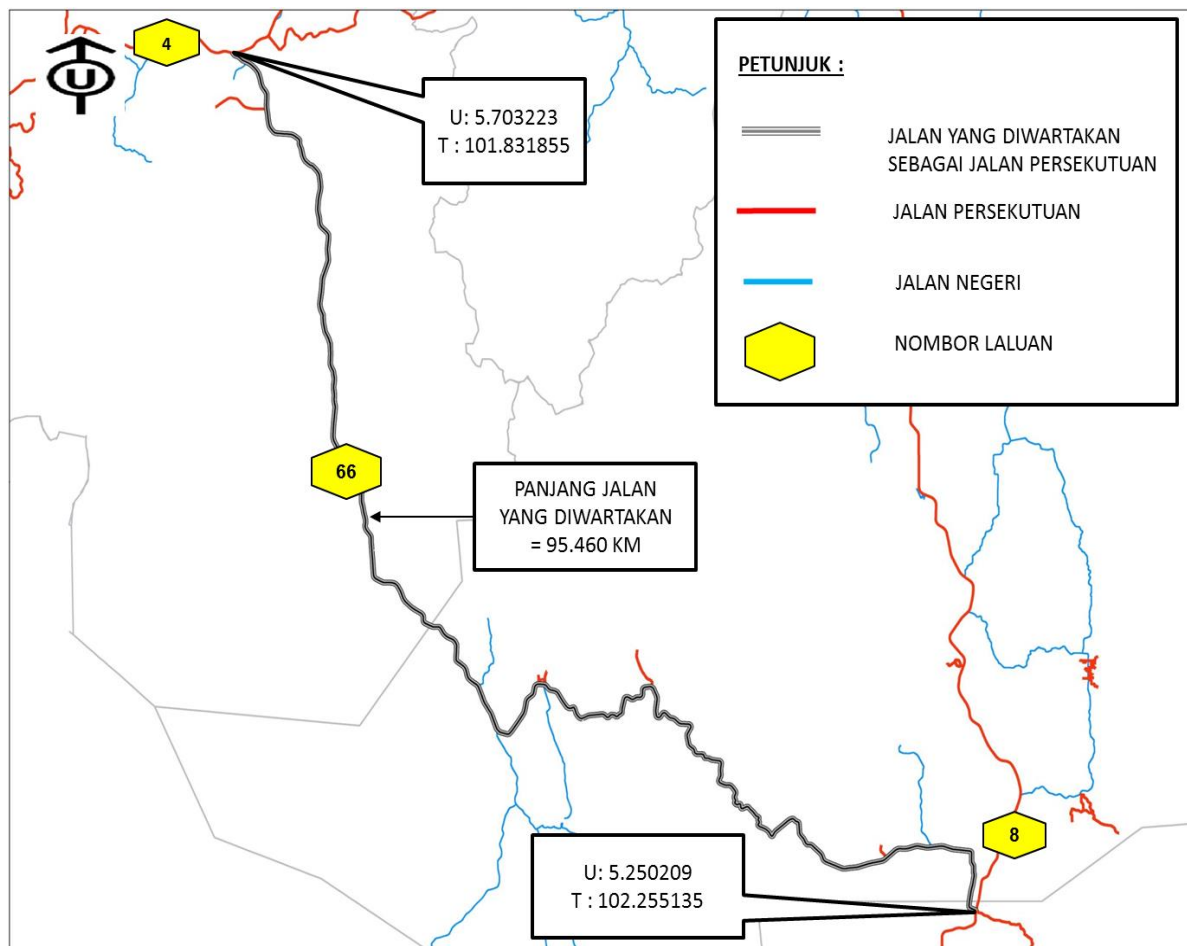 4
U
U: 5.703223
T : 101.831855
PETUNJUK :
JALAN YANG DIWARTAKAN
SEBAGAI JALAN PERSEKUTUAN
JALAN PERSEKUTUAN
JALAN NEGERI
NOMBOR LALUAN
66
PANJANG JALAN
YANG DIWARTAKAN
= 95.460 KM
8
U: 5.250209
T : 102.255135